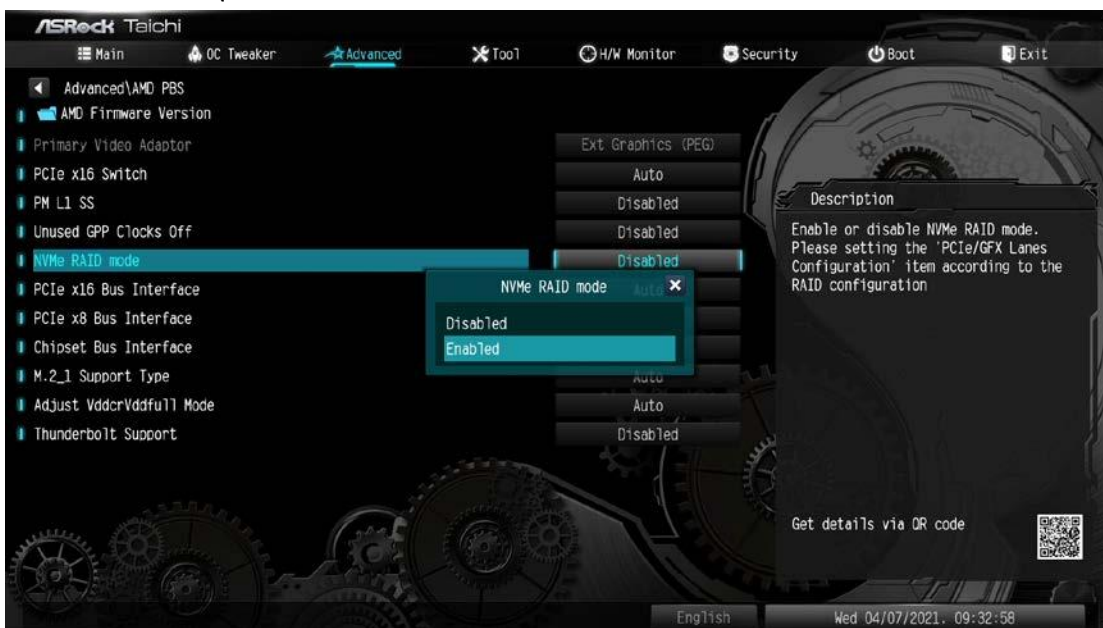 ASRock Taichi
Main OC Tweaker Advanced Tool H/W Monitor Security Boot Exit
Advanced\AMD PBS
AMD Firmware Version
Primary Video Adaptor Ext Graphics (PEG)
PCIe x16 Switch Auto
PM L1 SS Disabled
Unused GPP Clocks Off Disabled
NVMe RAID mode Disabled
PCIe x16 Bus Interface Auto
PCIe x8 Bus Interface
Chipset Bus Interface
M.2_1 Support Type Auto
Adjust VddcrVddfull Mode Auto
Thunderbolt Support Disabled
NVMe RAID mode
Disabled
Enabled
Description
Enable or disable NVMe RAID mode.
Please setting the 'PCIe/GFX Lanes
Configuration' item according to the
RAID configuration
Get details via QR code
English Wed 04/07/2021. 09:32:58